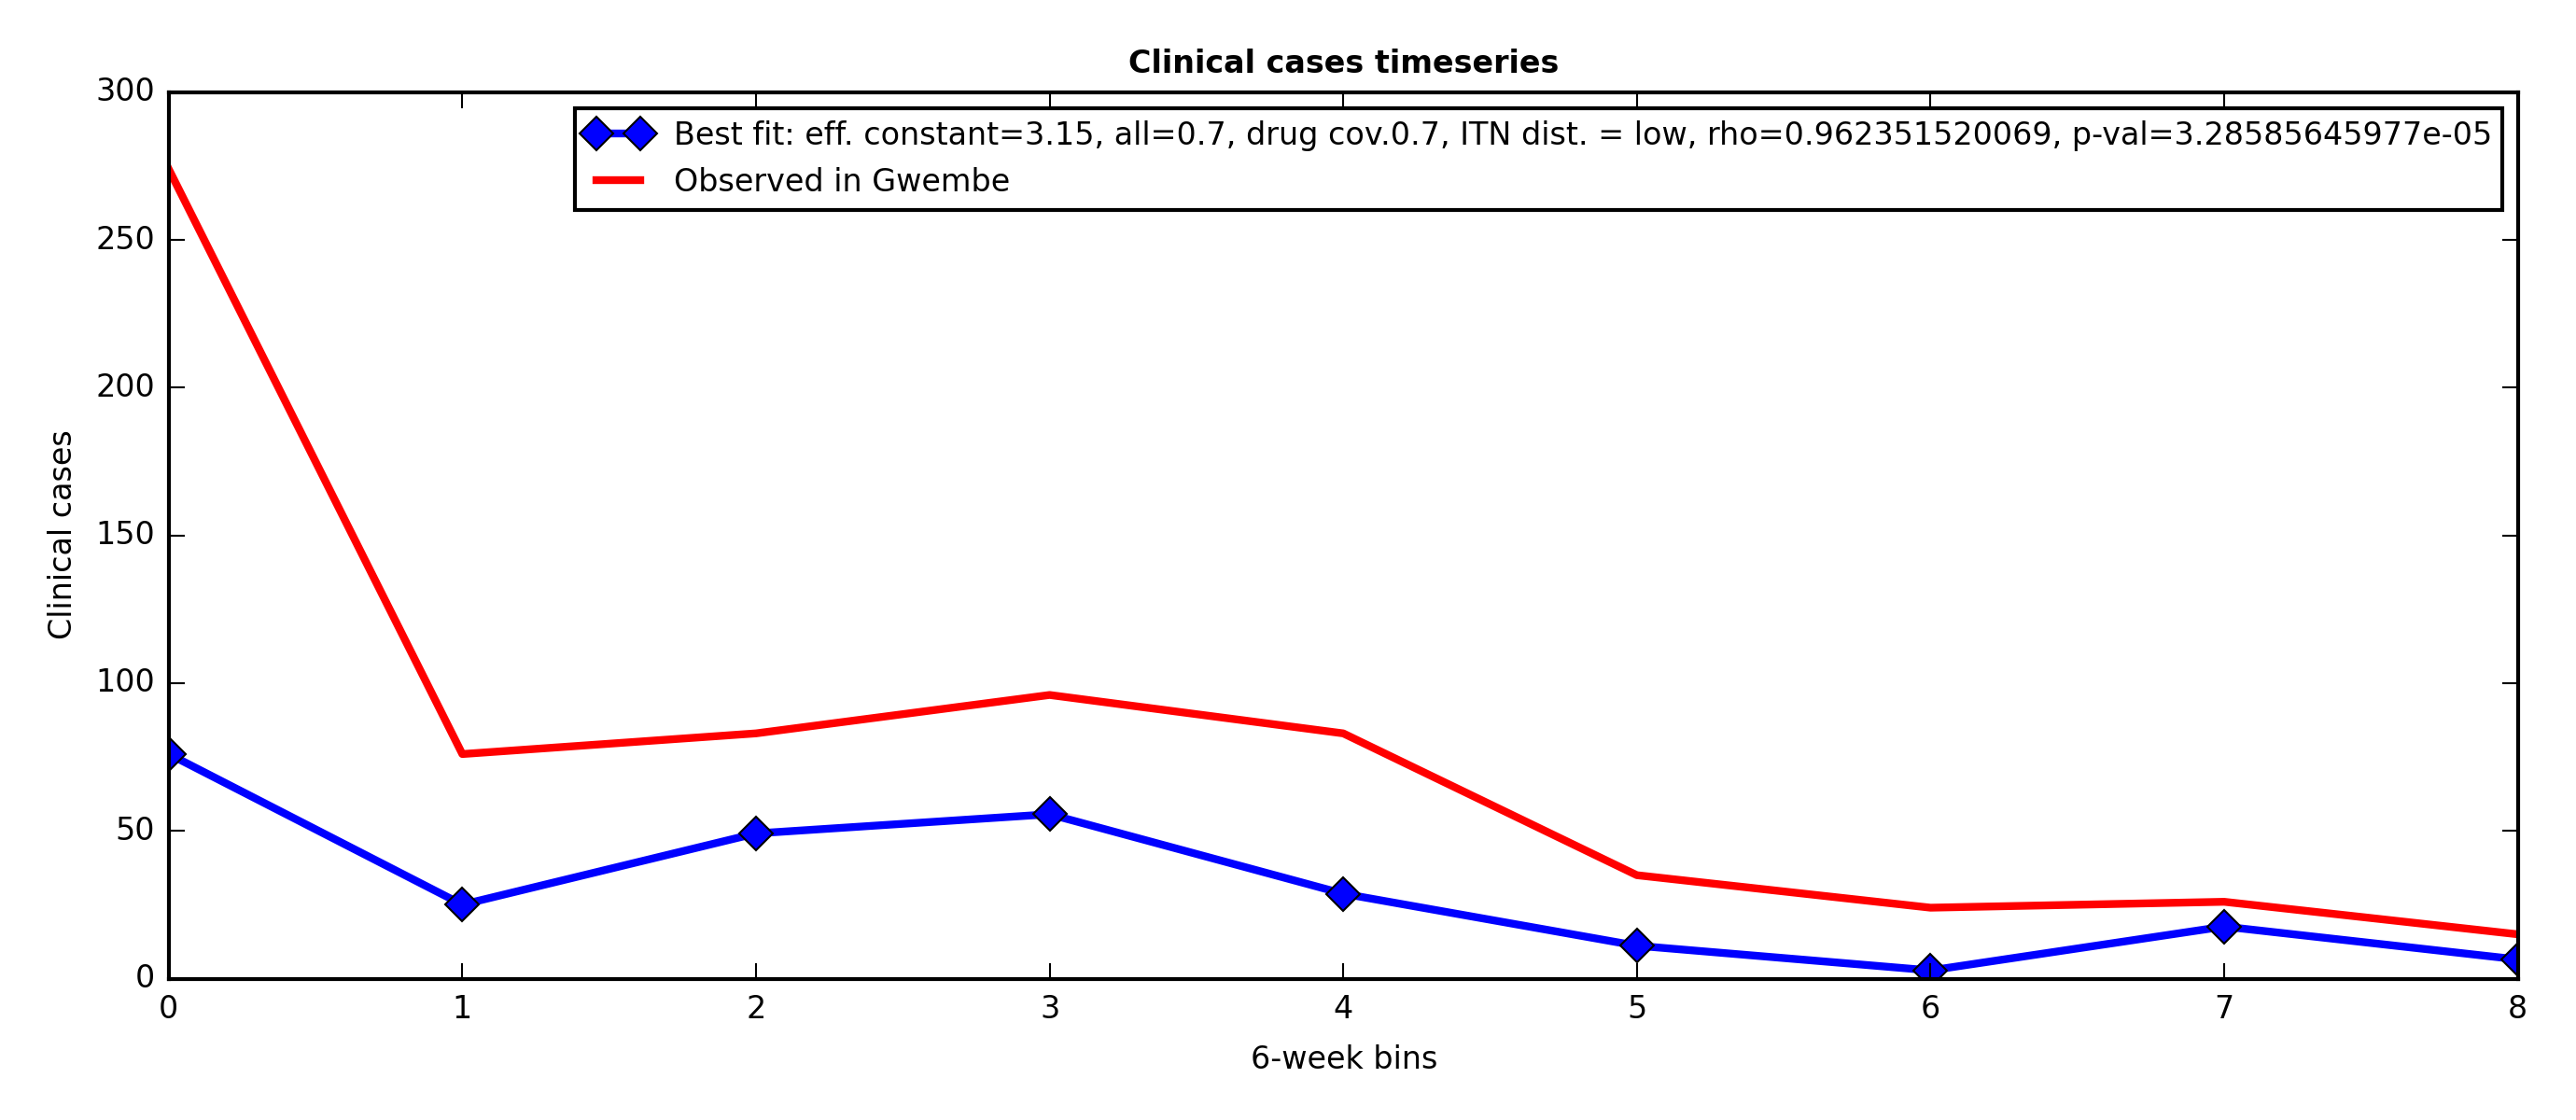 Clinical cases timeseries
300
250
200
150
100
50
0
Clinical cases
Best fit: eff. constant=3.15, all=0.7, drug cov.0.7, ITN dist. = low, rho=0.962351520069, p-val=3.28585645977e-05
Observed in Gwembe
0 1 2 3 4 5 6 7 8
6-week bins